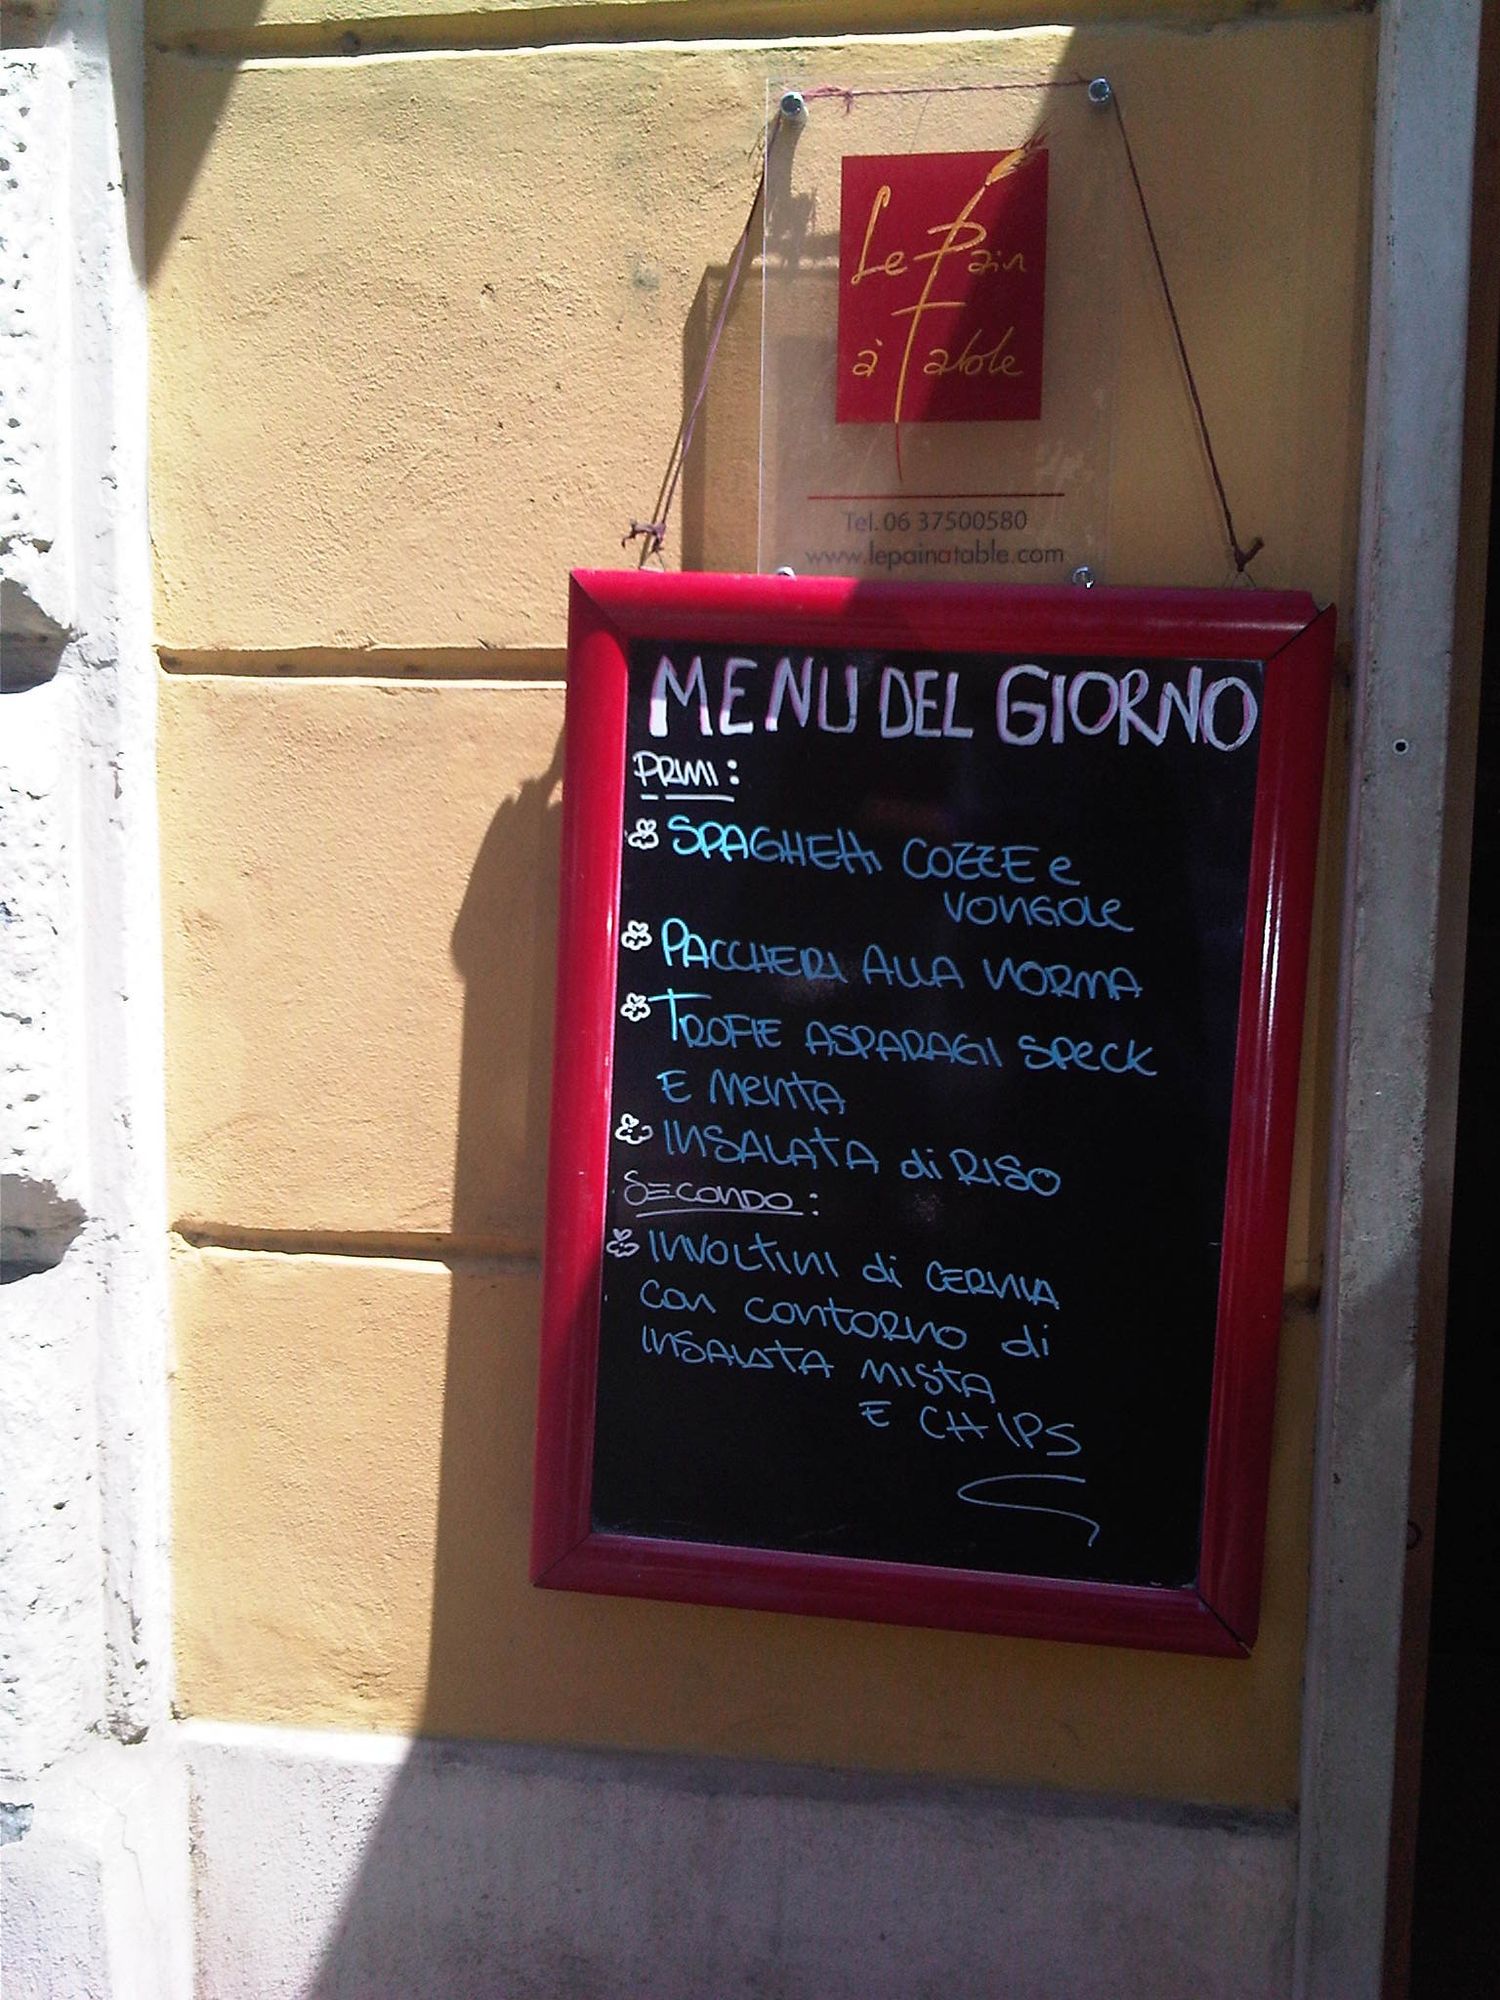 Le Pain
à Table
Tel. 06 37500580
www.lepainatable.com
MENU DEL GIORNO
PRIMI:
SPAGHEtti COZZE e
VONGOLE
PACCHERI ALLA NORMA
TROFIE ASPARAGI SPECK
E MENTA
INSALATA di RISO
SECONDO:
INVOLTINI di CERNIA
CON CONTORNO di
INSALATA MISTA
E CHIPS